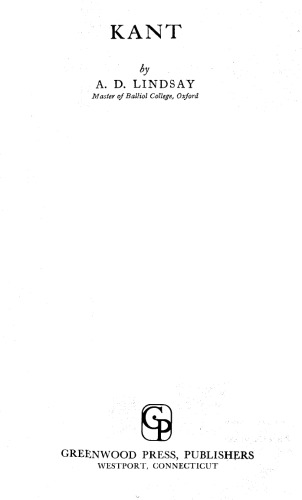 KANT
by
A. D. LINDSAY
Master of Balliol College, Oxford
GP
GREENWOOD PRESS, PUBLISHERS
WESTPORT, CONNECTICUT